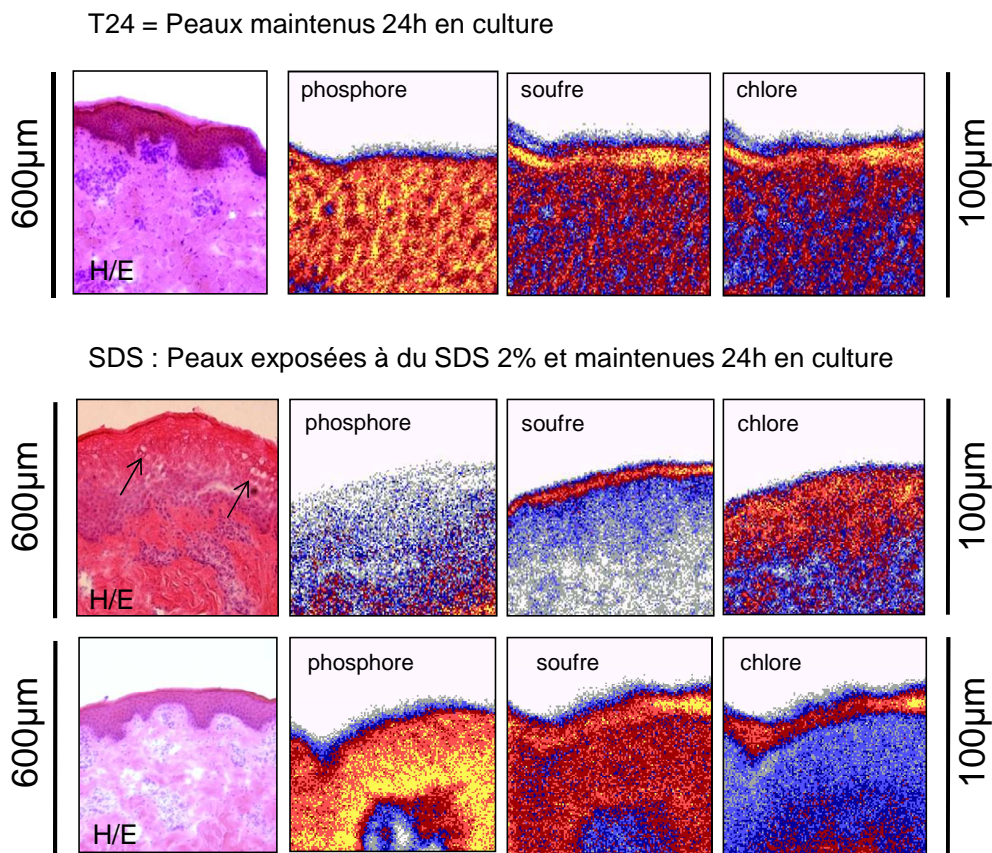 T24 = Peaux maintenus 24h en culture
600µm
H/E
phosphore
soufre
chlore
100µm
SDS : Peaux exposées à du SDS 2% et maintenues 24h en culture
600µm
H/E
phosphore
soufre
chlore
100µm
600µm
H/E
phosphore
soufre
chlore
100µm